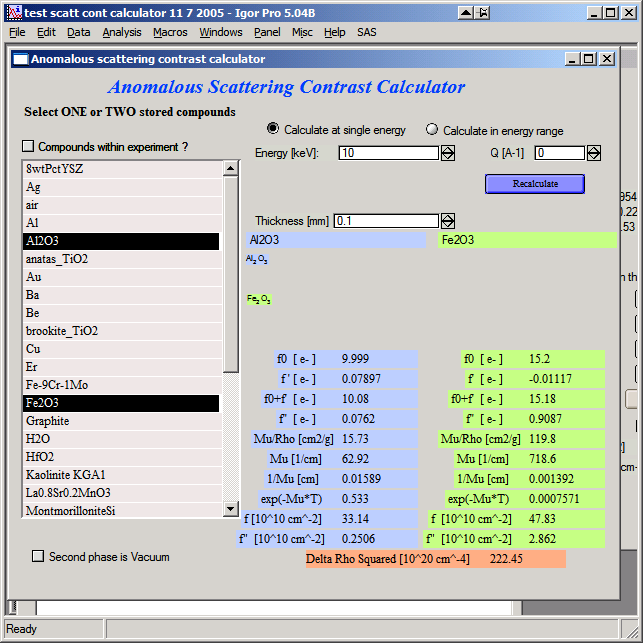 test scatt cont calculator 11 7 2005 - Igor Pro 5.04B
File Edit Data Analysis Macros Windows Panel Misc Help SAS
Anomalous scattering contrast calculator
Anomalous Scattering Contrast Calculator
Select ONE or TWO stored compounds
Calculate at single energy Calculate in energy range
Compounds within experiment ?
Energy [keV]: 10 Q [A-1] 0
Recalculate
Thickness [mm] 0.1
8wtPctYSZ
Ag
air
Al
Al2O3
anatas_TiO2
Au
Ba
Be
brookite_TiO2
Cu
Er
Fe-9Cr-1Mo
Fe2O3
Graphite
H2O
HfO2
Kaolinite KGA1
La0.8Sr0.2MnO3
MontmorilloniteSi
Al2O3 Fe2O3
Al2O3
Fe2O3
f0 [ e- ] 9.999 f0 [ e- ] 15.2
f' [ e- ] 0.07897 f' [ e- ] -0.01117
f0+f' [ e- ] 10.08 f0+f' [ e- ] 15.18
f" [ e- ] 0.0762 f" [ e- ] 0.9087
Mu/Rho [cm2/g] 15.73 Mu/Rho [cm2/g] 119.8
Mu [1/cm] 62.92 Mu [1/cm] 718.6
1/Mu [cm] 0.01589 1/Mu [cm] 0.001392
exp(-Mu*T) 0.533 exp(-Mu*T) 0.0007571
f [10^10 cm^-2] 33.14 f [10^10 cm^-2] 47.83
f" [10^10 cm^-2] 0.2506 f" [10^10 cm^-2] 2.862
Second phase is Vacuum
Delta Rho Squared [10^20 cm^-4] 222.45
Ready